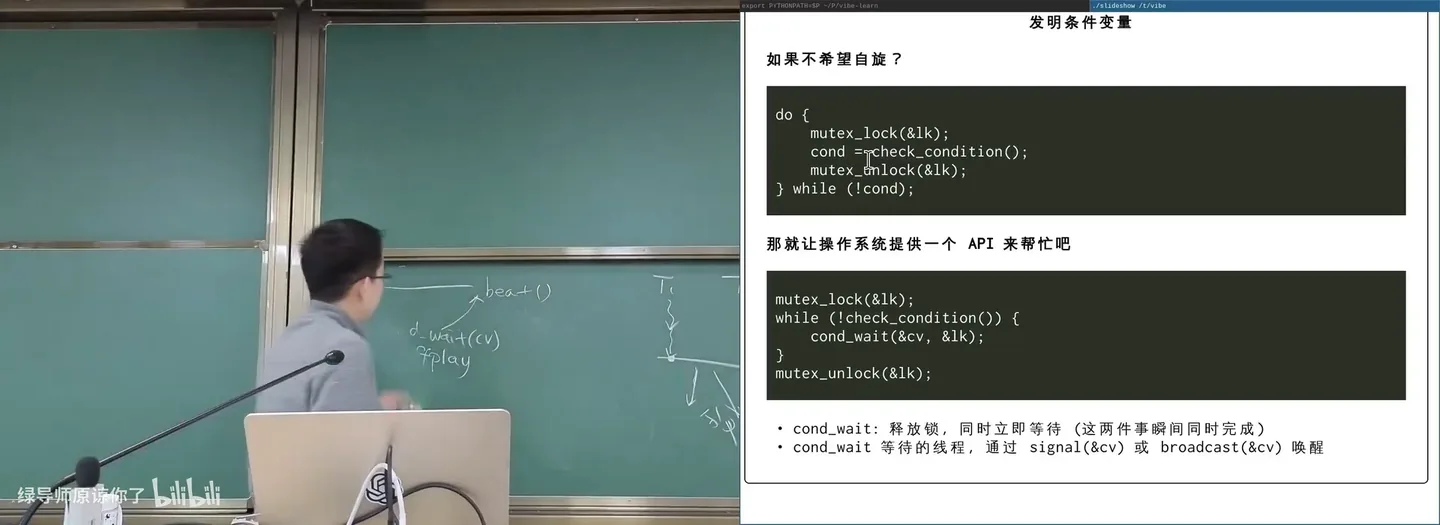 export PYTHONPATH=$P ~/P/vibe-learn
./slideshow /t/vibe
发明条件变量
如果不希望自旋？
do {
    mutex_lock(&lk);
    cond = check_condition();
    mutex_unlock(&lk);
} while (!cond);
那就让操作系统提供一个 API 来帮忙吧
mutex_lock(&lk);
while (!check_condition()) {
    cond_wait(&cv, &lk);
}
mutex_unlock(&lk);
• cond_wait: 释放锁, 同时立即等待 (这两件事瞬间同时完成)
• cond_wait 等待的线程, 通过 signal(&cv) 或 broadcast(&cv) 唤醒
beat()
d_wait(cv)
play
T₁
绿导师原谅你了 bilibili